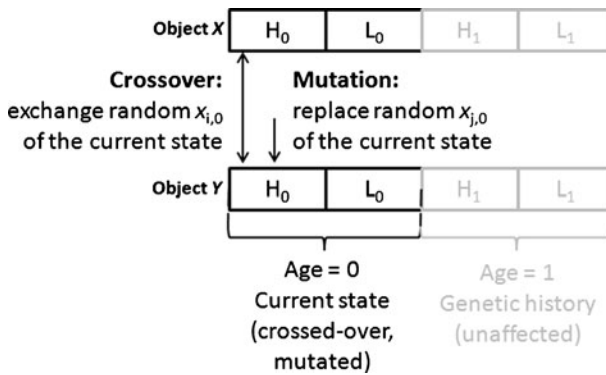 Object X H₀ L₀ H₁ L₁
Crossover:
exchange random xᵢ,₀
of the current state
Mutation:
replace random xⱼ,₀
of the current state
Object Y H₀ L₀ H₁ L₁
Age = 0
Current state
(crossed-over,
mutated)
Age = 1
Genetic history
(unaffected)